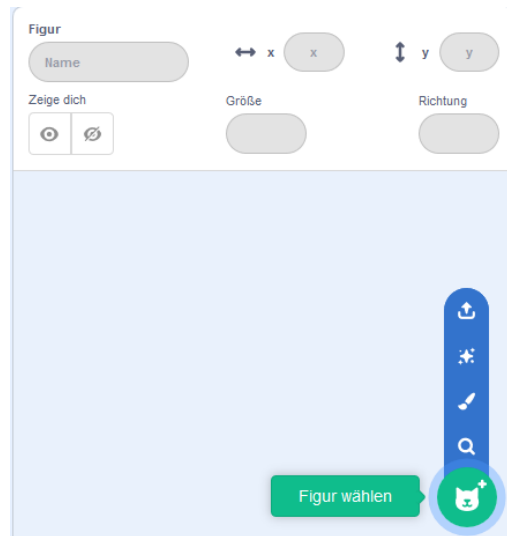 Figur
Name
x x
y y
Zeige dich
Größe
Richtung
Figur wählen